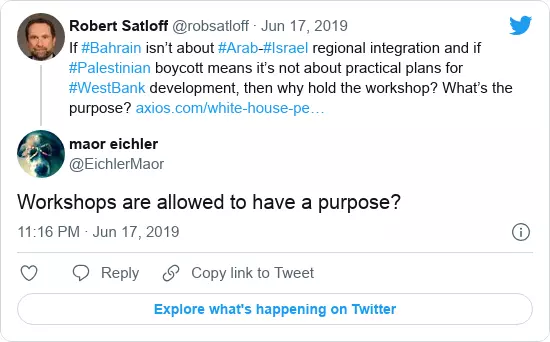 Robert Satloff @robsatloff · Jun 17, 2019
If #Bahrain isn’t about #Arab-#Israel regional integration and if
#Palestinian boycott means it’s not about practical plans for
#WestBank development, then why hold the workshop? What’s the
purpose? axios.com/white-house-pe…
maor eichler
@EichlerMaor
Workshops are allowed to have a purpose?
11:16 PM · Jun 17, 2019
Reply Copy link to Tweet
Explore what's happening on Twitter